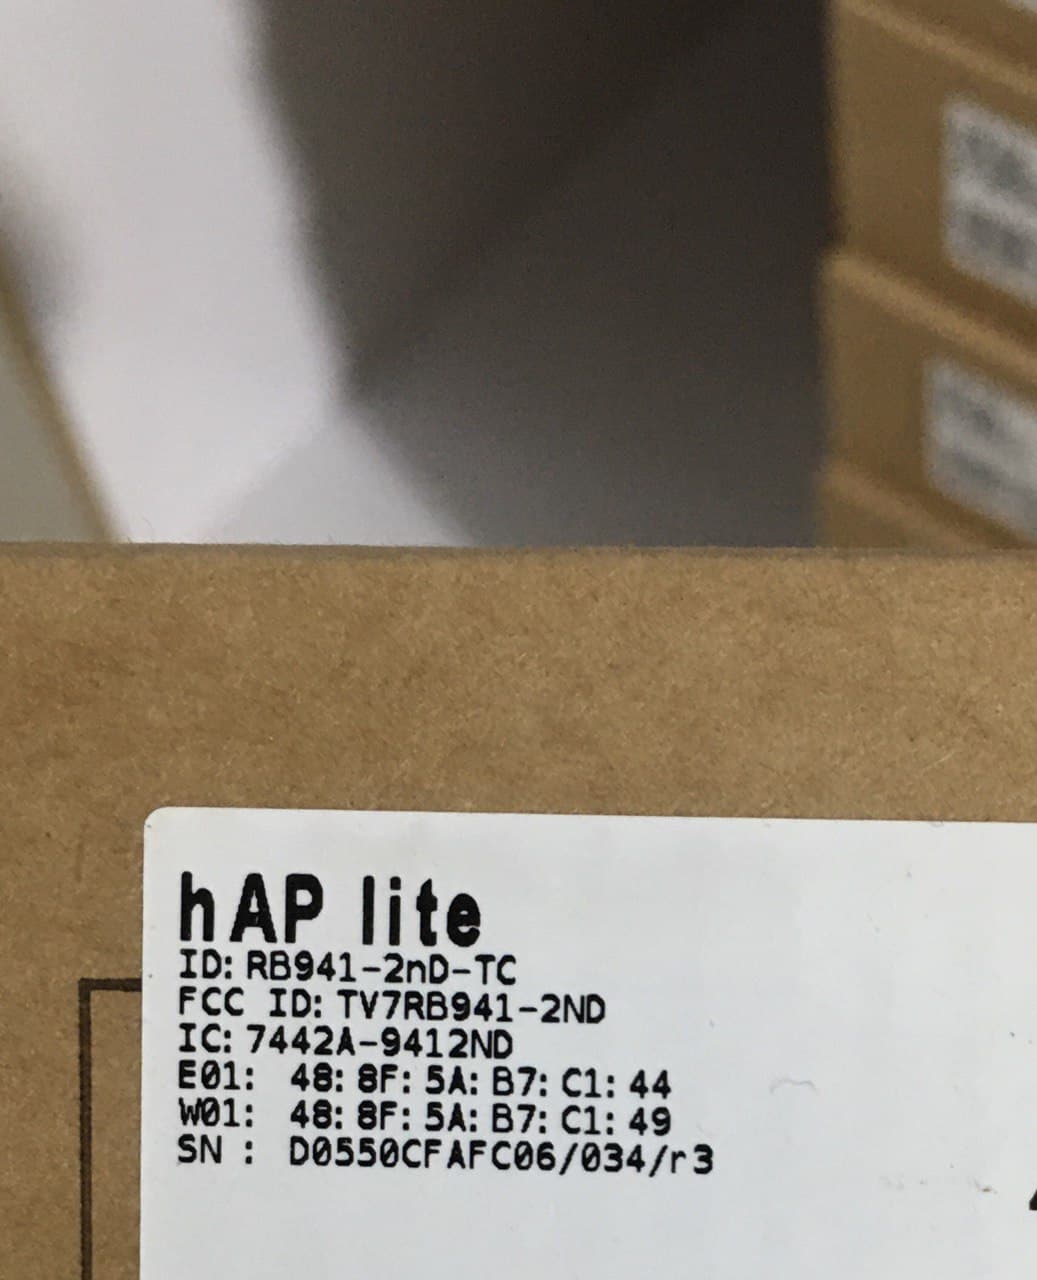 hAP lite
ID: RB941-2nD-TC
FCC ID: TV7RB941-2ND
IC: 7442A-9412ND
E01: 48: 8F: 5A: B7: C1: 44
W01: 48: 8F: 5A: B7: C1: 49
SN : D0550CFAFC06/034/r3